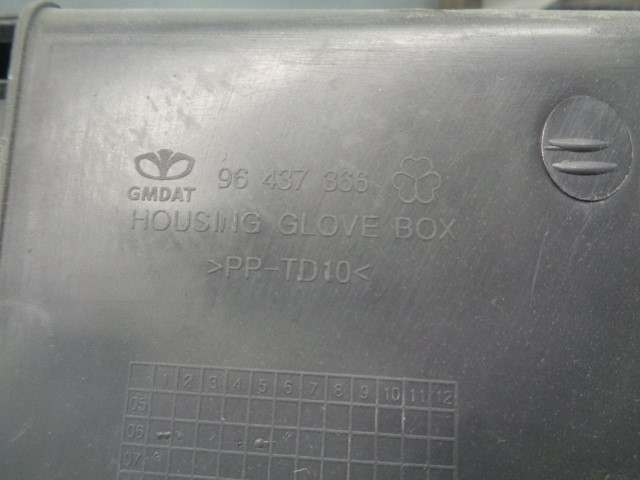 GMDAT 96 437 366
HOUSING GLOVE BOX
>PP-TD10<
1 2 3 4 5 6 7 8 9 10 11 12
05
06
07